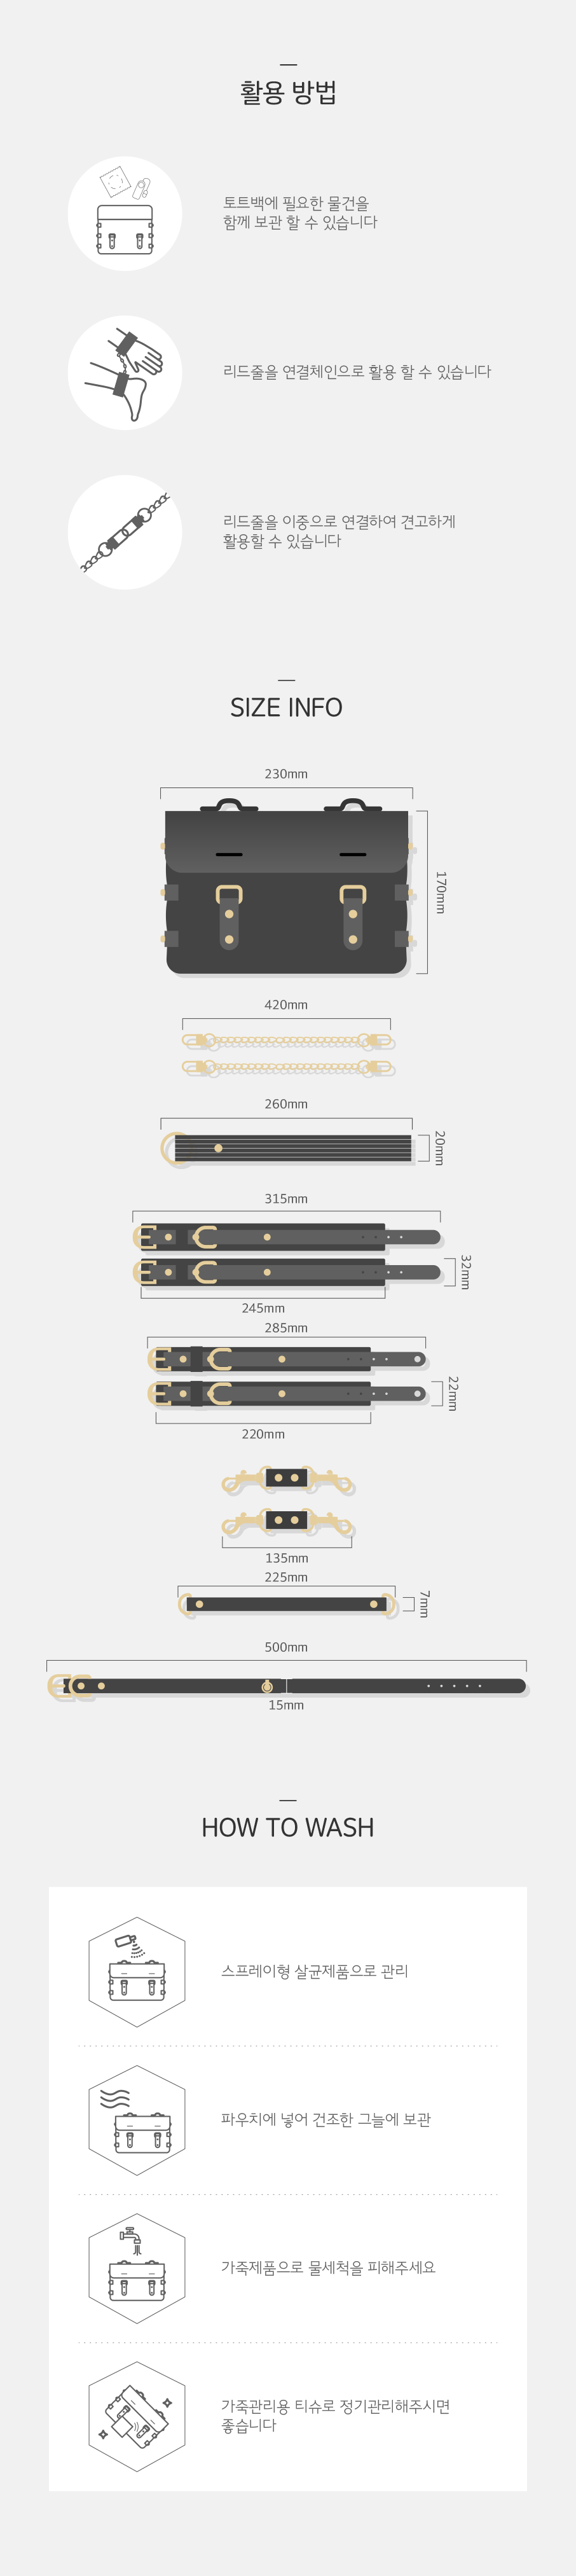 활용 방법
토트백에 필요한 물건을
함께 보관 할 수 있습니다
리드줄을 연결체인으로 활용 할 수 있습니다
리드줄을 이중으로 연결하여 견고하게
활용할 수 있습니다
SIZE INFO
230mm
170mm
420mm
260mm
20mm
315mm
32mm
245mm
285mm
22mm
220mm
135mm
225mm
7mm
500mm
15mm
HOW TO WASH
스프레이형 살균제품으로 관리
파우치에 넣어 건조한 그늘에 보관
가죽제품으로 물세척을 피해주세요
가죽관리용 티슈로 정기관리해주시면
좋습니다